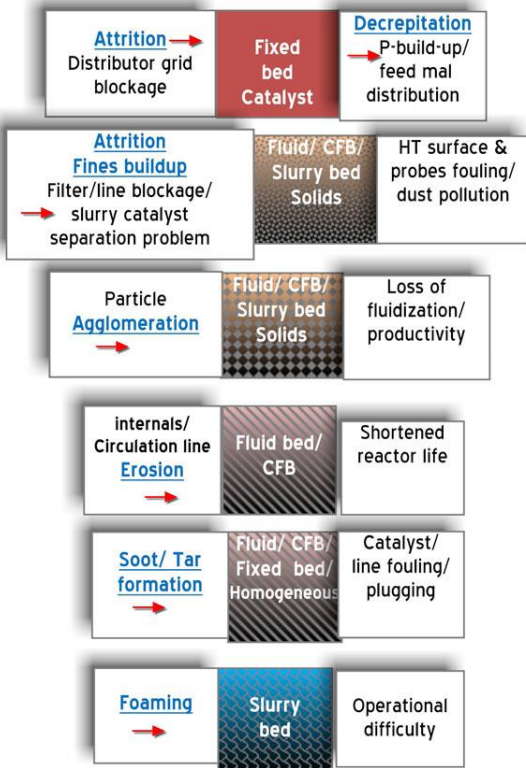 Attrition
Distributor grid
blockage
Fixed
bed
Catalyst
Decrepitation
P-build-up/
feed mal
distribution
Attrition
Fines buildup
Filter/line blockage/
slurry catalyst
separation problem
Fluid/ CFB/
Slurry bed
Solids
HT surface &
probes fouling/
dust pollution
Particle
Agglomeration
Fluid/ CFB/
Slurry bed
Solids
Loss of
fluidization/
productivity
internals/
Circulation line
Erosion
Fluid bed/
CFB
Shortened
reactor life
Soot/ Tar
formation
Fluid/ CFB/
Fixed bed/
Homogeneous
Catalyst/
line fouling/
plugging
Foaming
Slurry
bed
Operational
difficulty